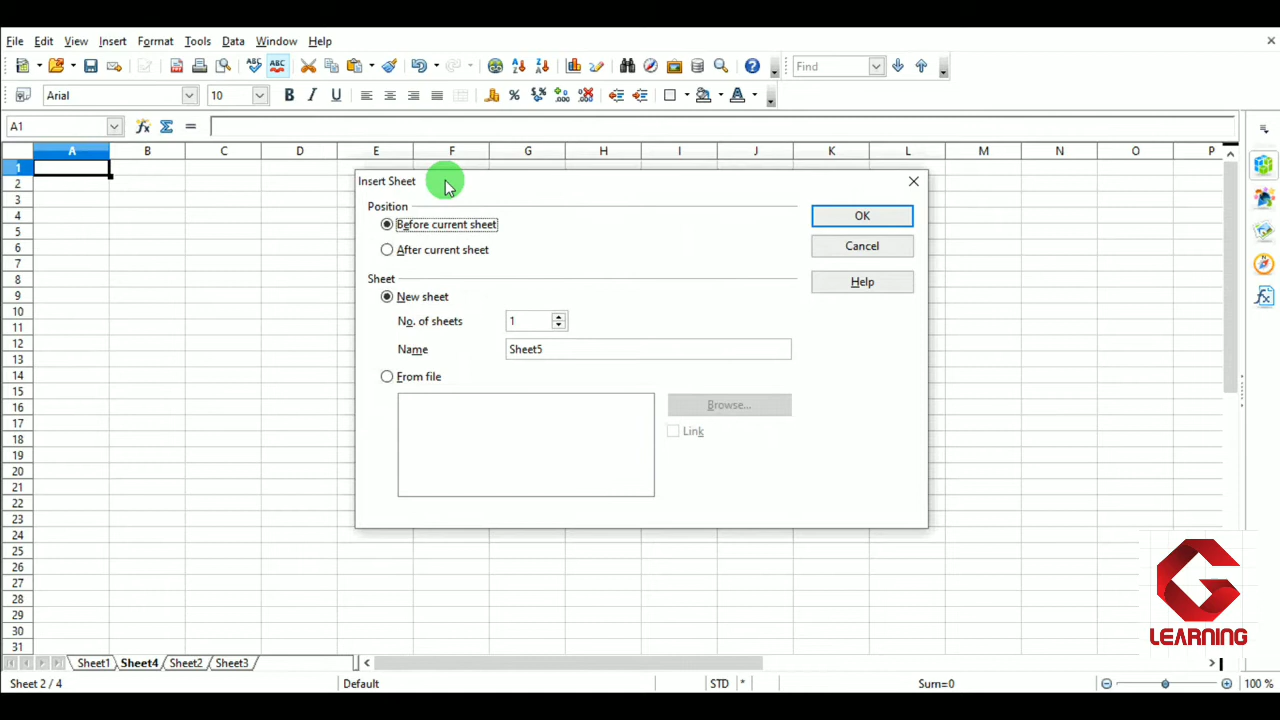 File Edit View Insert Format Tools Data Window Help
Find
Arial 10
A1
A B C D E F G H I J K L M N O P
1
2
3
4
5
6
7
8
9
10
11
12
13
14
15
16
17
18
19
20
21
22
23
24
25
26
27
28
29
30
31
Insert Sheet
Position
Before current sheet
After current sheet
OK
Cancel
Help
Sheet
New sheet
No. of sheets 1
Name Sheet5
From file
Browse...
Link
G
LEARNING
Sheet1 Sheet4 Sheet2 Sheet3
Sheet 2 / 4 Default STD * Sum=0 100 %